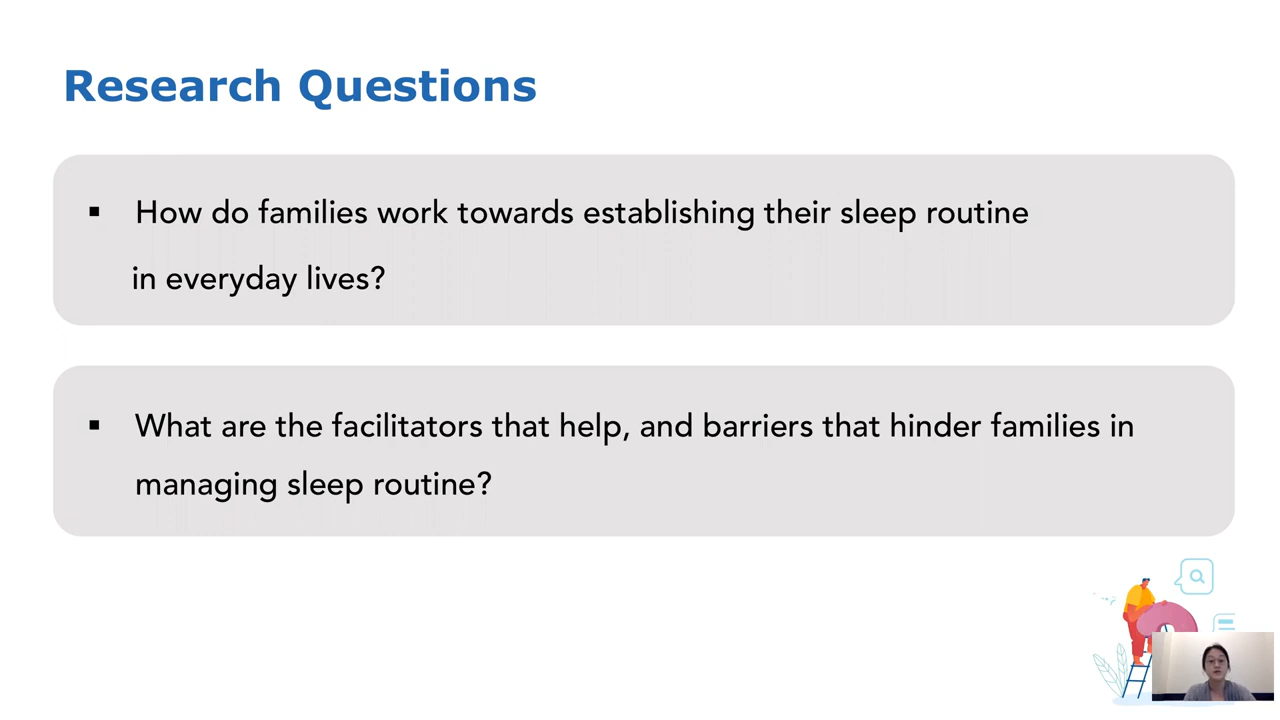 Research Questions
▪ How do families work towards establishing their sleep routine
in everyday lives?
▪ What are the facilitators that help, and barriers that hinder families in
managing sleep routine?